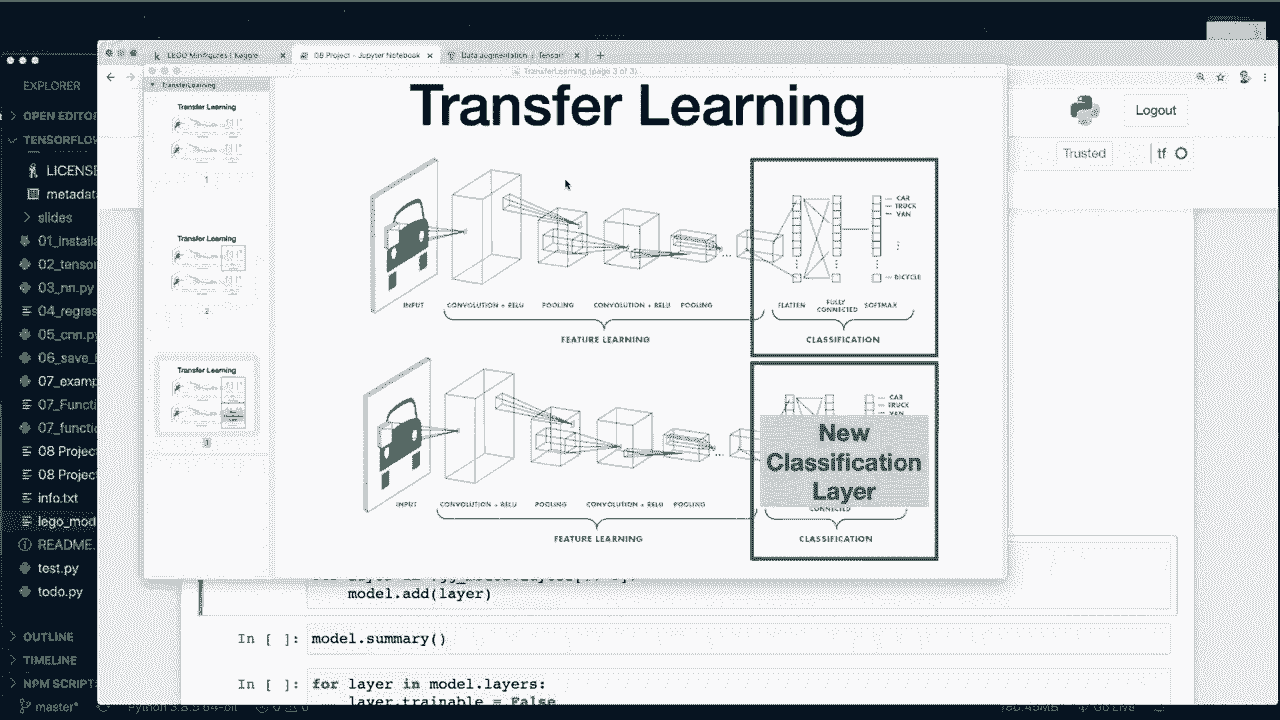 LEGO Minifigures | Kaggle
08 Project - Jupyter Notebook
Data augmentation | Tensor
TransferLearning (page 3 of 3)
EXPLORER
OPEN EDITO
TENSORFLOW
LICENSE
metadat
slides
01_installa
02_tensor
03_nn.py
04_regres
05_cnn.py
06_save_
07_examp
07_Functi
07_functio
08 Project
08 Project
info.txt
lego_mod
README.
test.py
todo.py
OUTLINE
TIMELINE
NPM SCRIPT
master*
TransferLearning
Transfer Learning
1
Transfer Learning
2
Transfer Learning
3
Transfer Learning
CAR
TRUCK
VAN
BICYCLE
INPUT
CONVOLUTION + RELU
POOLING
CONVOLUTION + RELU
POOLING
FLATTEN
FULLY
CONNECTED
SOFTMAX
FEATURE LEARNING
CLASSIFICATION
CAR
TRUCK
VAN
New
Classification
Layer
INPUT
CONVOLUTION + RELU
POOLING
CONVOLUTION + RELU
POOLING
CONNECTED
FEATURE LEARNING
CLASSIFICATION
Logout
Trusted
tf
model.add(layer)
In [ ]: model.summary()
In [ ]: for layer in model.layers:
layer.trainable = False